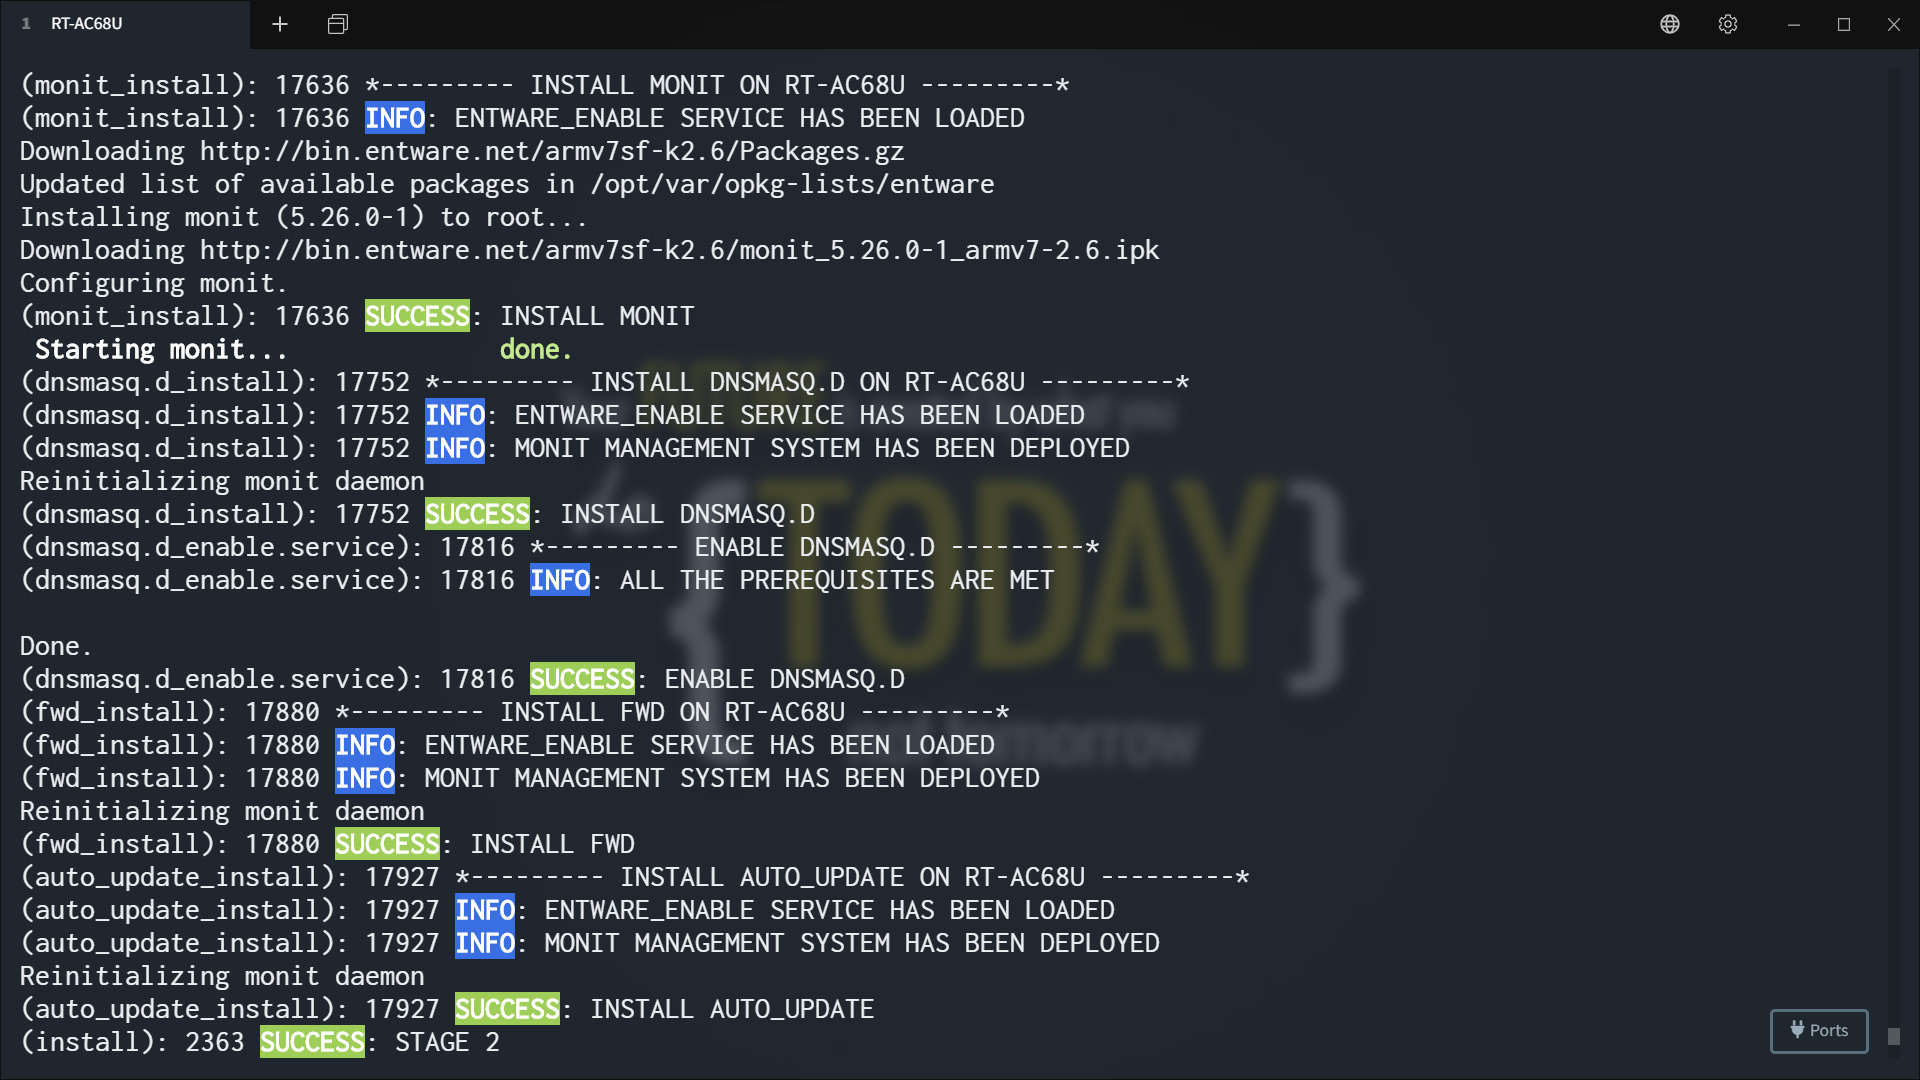 1 RT-AC68U
(monit_install): 17636 *--------- INSTALL MONIT ON RT-AC68U ---------*
(monit_install): 17636 INFO: ENTWARE_ENABLE SERVICE HAS BEEN LOADED
Downloading http://bin.entware.net/armv7sf-k2.6/Packages.gz
Updated list of available packages in /opt/var/opkg-lists/entware
Installing monit (5.26.0-1) to root...
Downloading http://bin.entware.net/armv7sf-k2.6/monit_5.26.0-1_armv7-2.6.ipk
Configuring monit.
(monit_install): 17636 SUCCESS: INSTALL MONIT
 Starting monit...              done.
(dnsmasq.d_install): 17752 *--------- INSTALL DNSMASQ.D ON RT-AC68U ---------*
(dnsmasq.d_install): 17752 INFO: ENTWARE_ENABLE SERVICE HAS BEEN LOADED
(dnsmasq.d_install): 17752 INFO: MONIT MANAGEMENT SYSTEM HAS BEEN DEPLOYED
Reinitializing monit daemon
(dnsmasq.d_install): 17752 SUCCESS: INSTALL DNSMASQ.D
(dnsmasq.d_enable.service): 17816 *--------- ENABLE DNSMASQ.D ---------*
(dnsmasq.d_enable.service): 17816 INFO: ALL THE PREREQUISITES ARE MET
Done.
(dnsmasq.d_enable.service): 17816 SUCCESS: ENABLE DNSMASQ.D
(fwd_install): 17880 *--------- INSTALL FWD ON RT-AC68U ---------*
(fwd_install): 17880 INFO: ENTWARE_ENABLE SERVICE HAS BEEN LOADED
(fwd_install): 17880 INFO: MONIT MANAGEMENT SYSTEM HAS BEEN DEPLOYED
Reinitializing monit daemon
(fwd_install): 17880 SUCCESS: INSTALL FWD
(auto_update_install): 17927 *--------- INSTALL AUTO_UPDATE ON RT-AC68U ---------*
(auto_update_install): 17927 INFO: ENTWARE_ENABLE SERVICE HAS BEEN LOADED
(auto_update_install): 17927 INFO: MONIT MANAGEMENT SYSTEM HAS BEEN DEPLOYED
Reinitializing monit daemon
(auto_update_install): 17927 SUCCESS: INSTALL AUTO_UPDATE
(install): 2363 SUCCESS: STAGE 2
Ports
you
{TODAY}
tomorrow